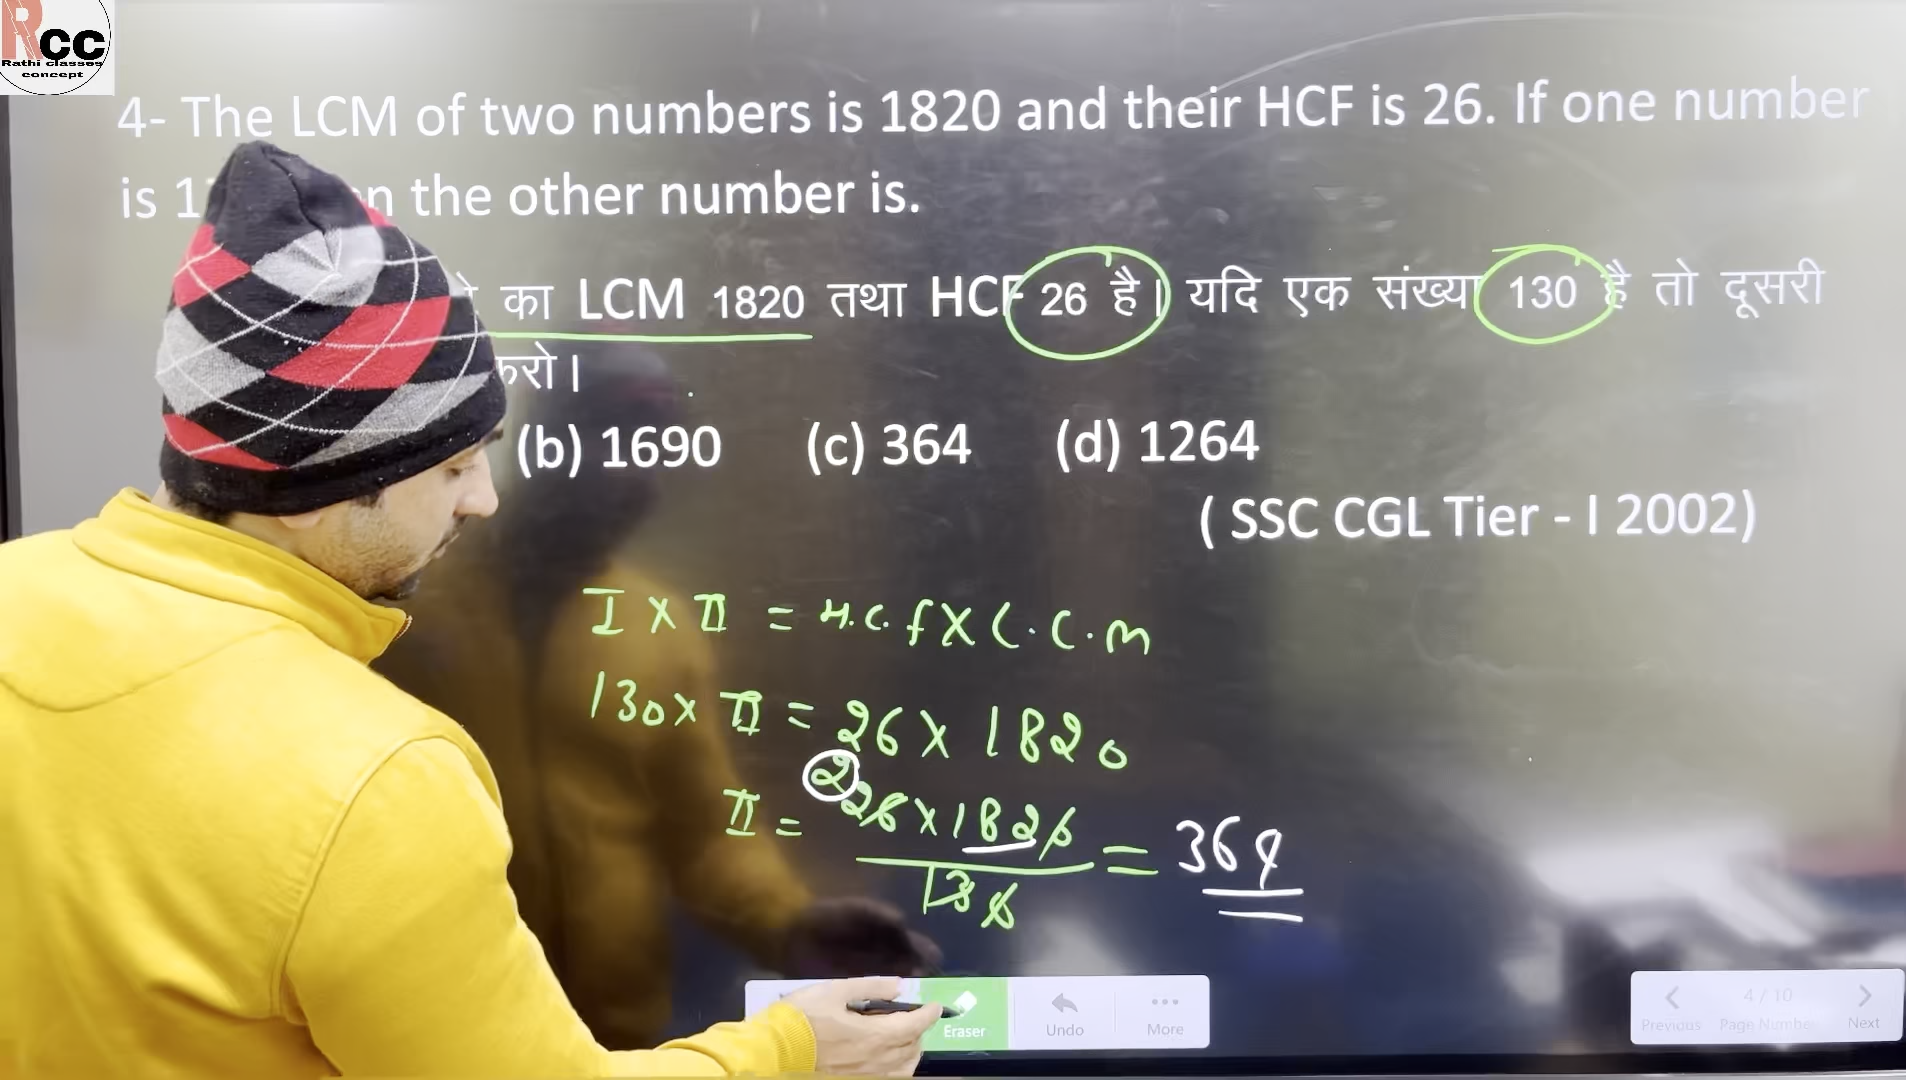 Rcc
Rathi classes
concept
4- The LCM of two numbers is 1820 and their HCF is 26. If one number
is the other number is.
का LCM 1820 तथा HCF 26 है। यदि एक संख्या 130 है तो दूसरी
करो।
(b) 1690 (c) 364 (d) 1264
( SSC CGL Tier - I 2002)
I × II = H.C.F × L.C.M
130 × II = 26 × 1820
2
II = 26 × 1820 = 364
130
Eraser Undo More
4 / 10
Previous Page Number Next